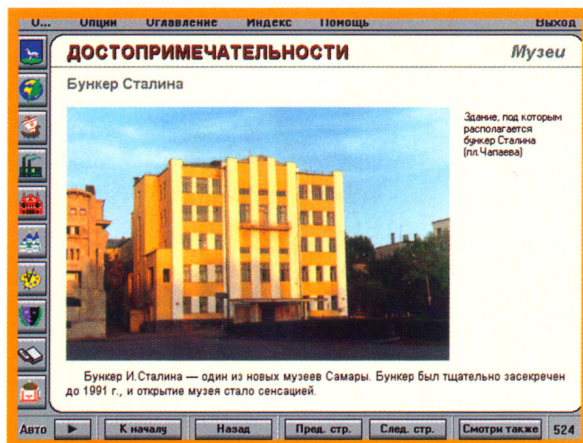 О... Опции Оглавление Индекс Помощь Выход
ДОСТОПРИМЕЧАТЕЛЬНОСТИ Музеи
Бункер Сталина
Здание, под которым
располагается
бункер Сталина
(пл.Чапаева)
Бункер И.Сталина — один из новых музеев Самары. Бункер был тщательно засекречен
до 1991 г., и открытие музея стало сенсацией.
Авто К началу Назад Пред. стр. След. стр. Смотри также 524